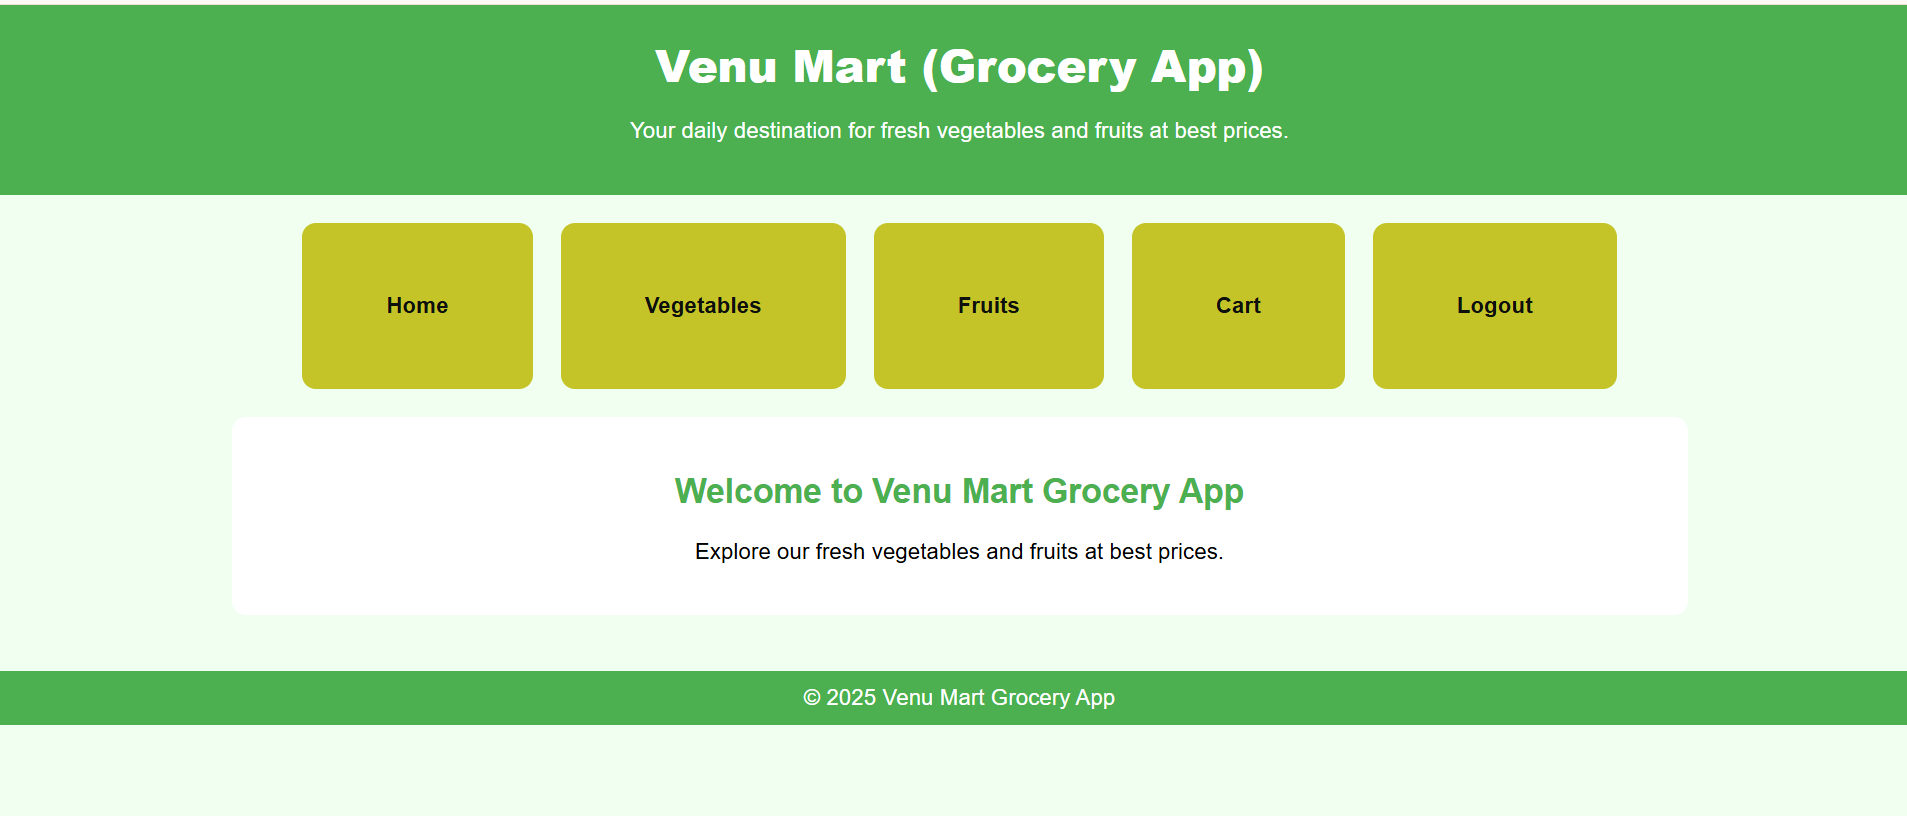 Venu Mart (Grocery App)
Your daily destination for fresh vegetables and fruits at best prices.
Home
Vegetables
Fruits
Cart
Logout
Welcome to Venu Mart Grocery App
Explore our fresh vegetables and fruits at best prices.
© 2025 Venu Mart Grocery App